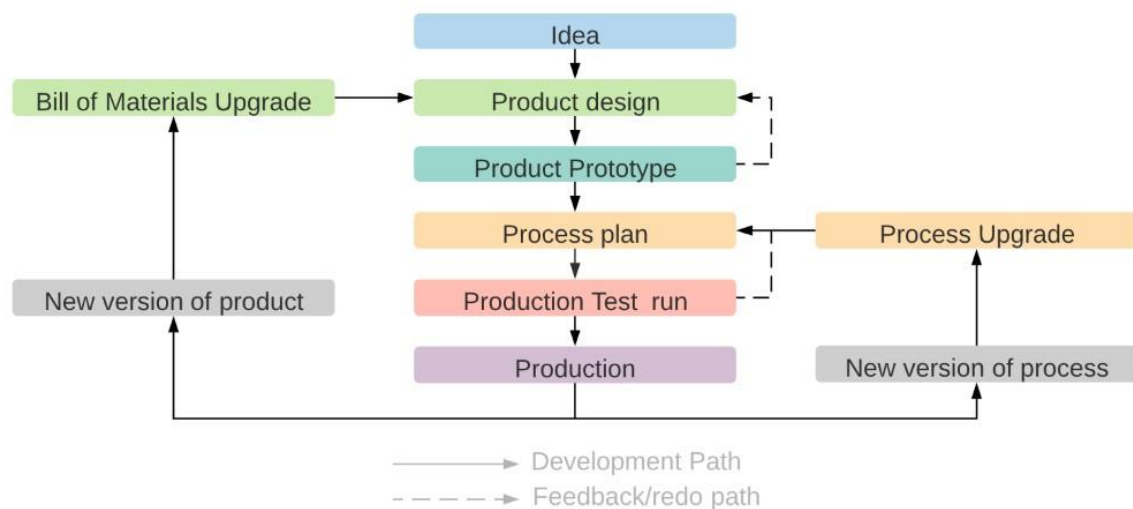 Idea
Bill of Materials Upgrade
Product design
Product Prototype
Process plan
Process Upgrade
New version of product
Production Test run
Production
New version of process
Development Path
Feedback/redo path